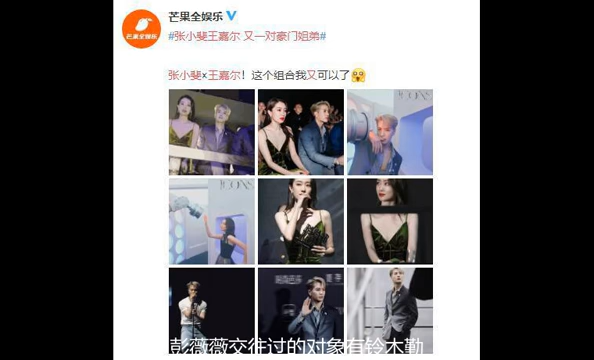 芒果全娱乐
芒果全娱乐
#张小斐王嘉尔 又一对豪门姐弟#
张小斐×王嘉尔！这个组合我又可以了
ICONS
ICONS
彭薇薇交往过的对象有铃木勤